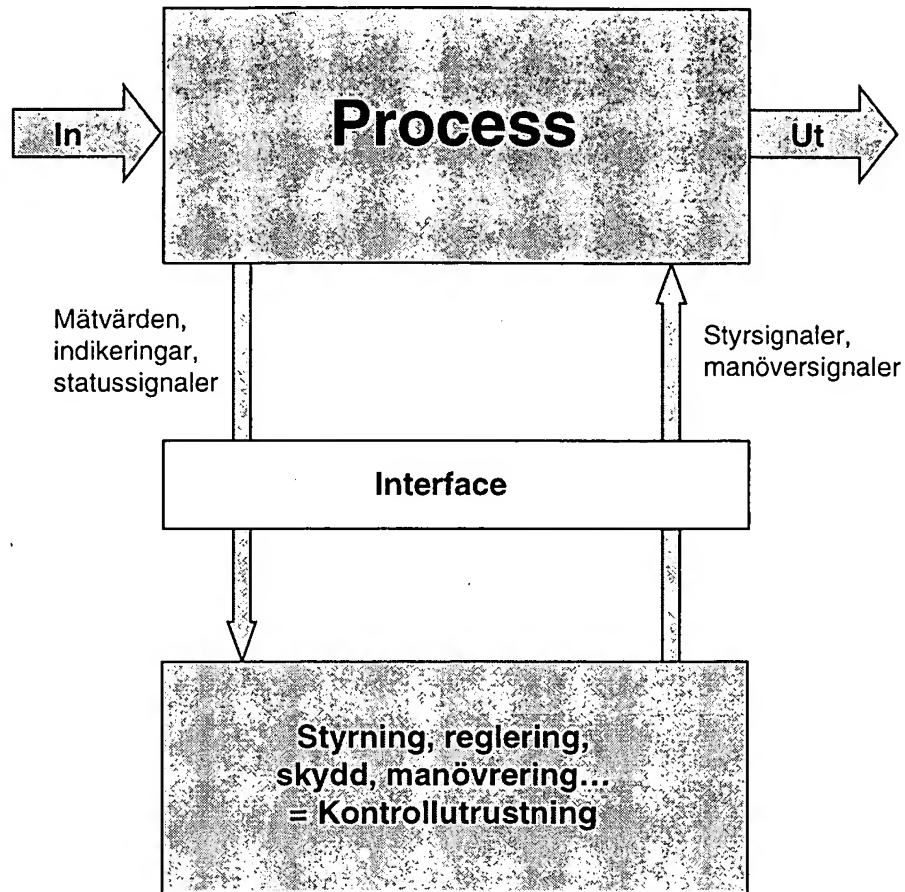 Process
In
Ut
Mätvärden,
indikeringar,
statussignaler
Styrsignaler,
manöversignaler
Interface
Styrning, reglering,
skydd, manövrering...
= Kontrollutrustning